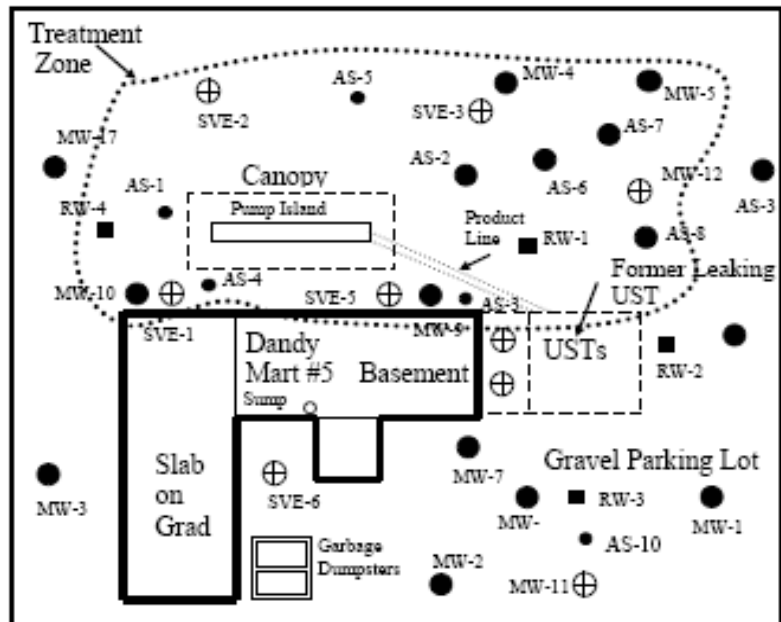 Treatment
Zone
AS-5
MW-4
MW-5
SVE-2
SVE-3
AS-7
MW-17
AS-2
AS-6
MW-12
AS-3
Canopy
AS-1
Pump Island
Product
Line
RW-4
RW-1
AS-8
Former Leaking
UST
AS-4
MW-10
SVE-5
AS-3
SVE-1
MW-9
Dandy
Mart #5
Basement
USTs
RW-2
Sump
Slab
on
Grad
MW-7
Gravel Parking Lot
MW-3
SVE-6
MW-
RW-3
MW-1
AS-10
Garbage
Dumpsters
MW-2
MW-11